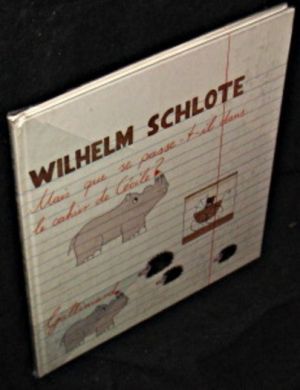 WILHELM SCHLOTE
Mais que se passe-t-il dans
le cahier de Cécile?
Gallimard